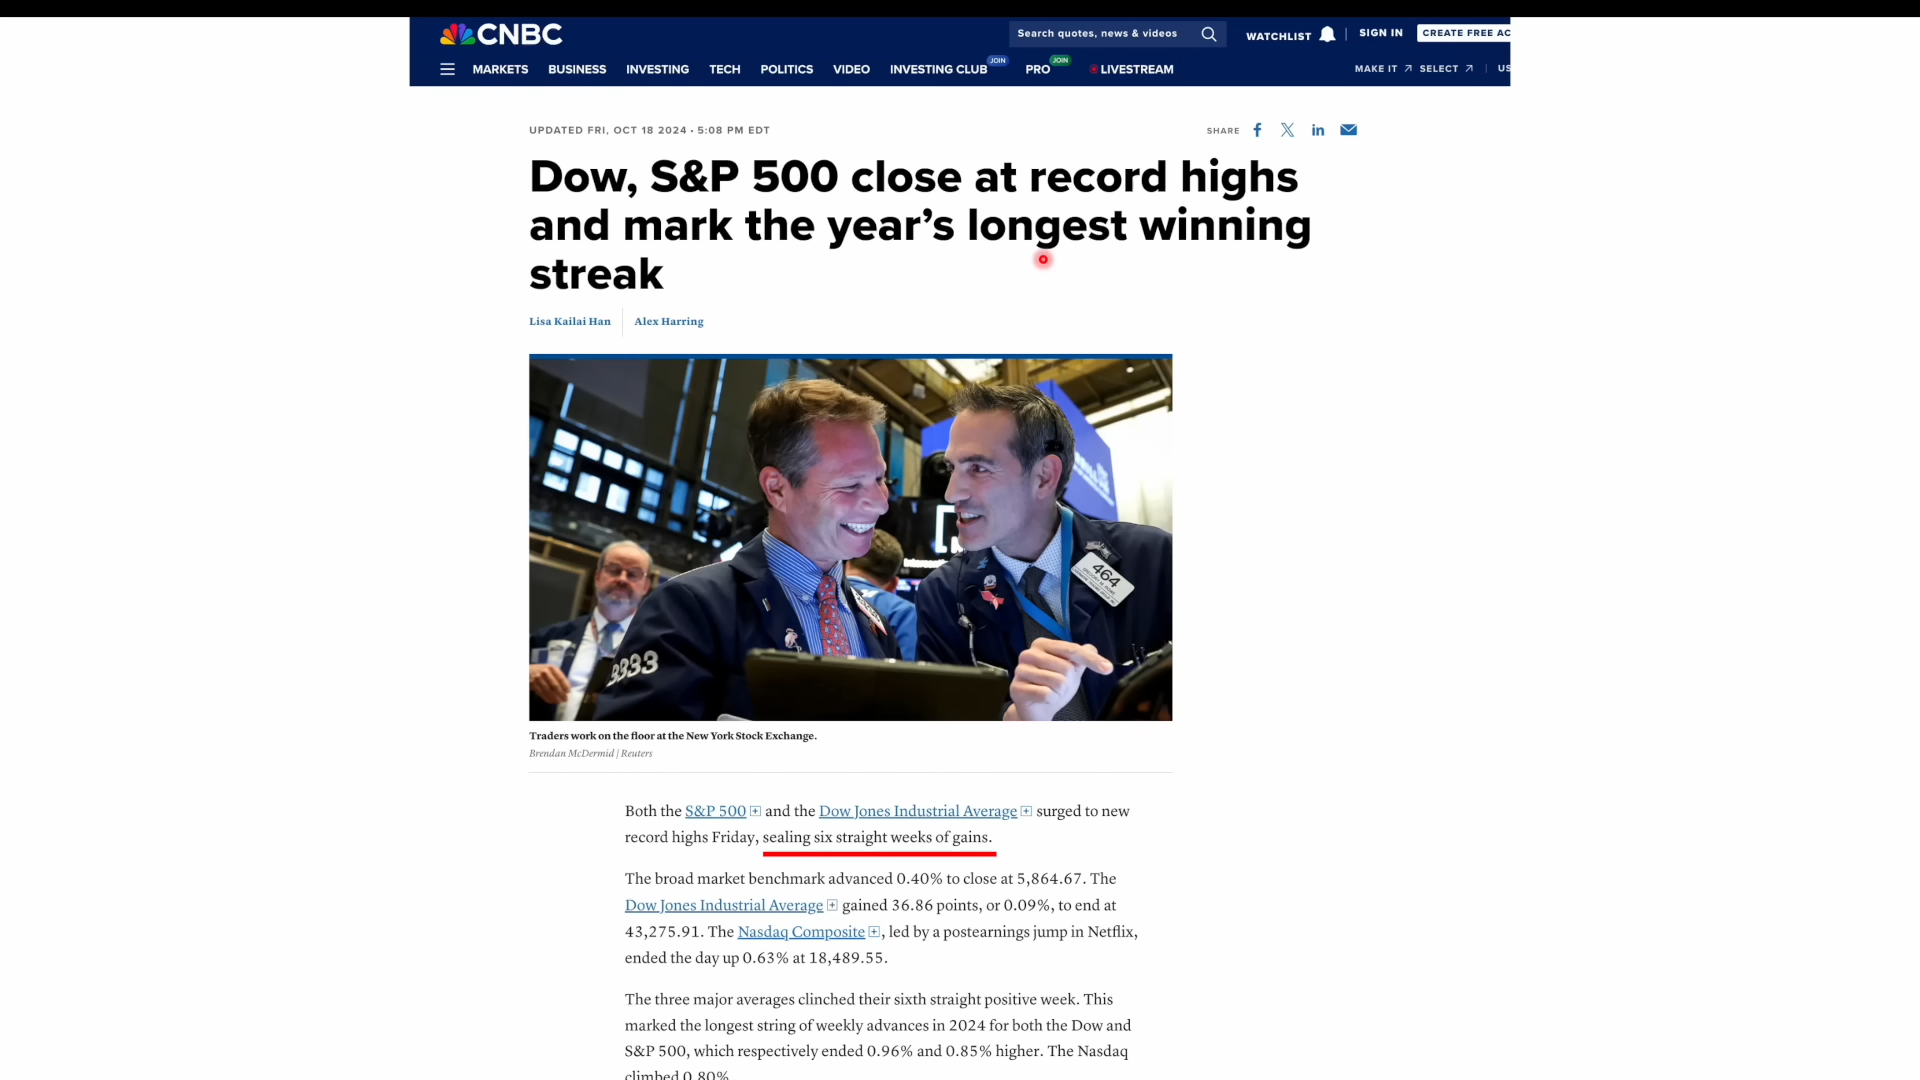 CNBC
Search quotes, news & videos
WATCHLIST
SIGN IN
CREATE FREE AC
MARKETS BUSINESS INVESTING TECH POLITICS VIDEO INVESTING CLUB JOIN PRO JOIN LIVESTREAM
MAKE IT SELECT US
UPDATED FRI, OCT 18 2024 • 5:08 PM EDT
SHARE
Dow, S&P 500 close at record highs
and mark the year’s longest winning
streak
Lisa Kailai Han
Alex Harring
464
3333
Traders work on the floor at the New York Stock Exchange.
Brendan McDermid | Reuters
Both the S&P 500 and the Dow Jones Industrial Average surged to new
record highs Friday, sealing six straight weeks of gains.
The broad market benchmark advanced 0.40% to close at 5,864.67. The
Dow Jones Industrial Average gained 36.86 points, or 0.09%, to end at
43,275.91. The Nasdaq Composite, led by a postearnings jump in Netflix,
ended the day up 0.63% at 18,489.55.
The three major averages clinched their sixth straight positive week. This
marked the longest string of weekly advances in 2024 for both the Dow and
S&P 500, which respectively ended 0.96% and 0.85% higher. The Nasdaq
climbed 0.80%.